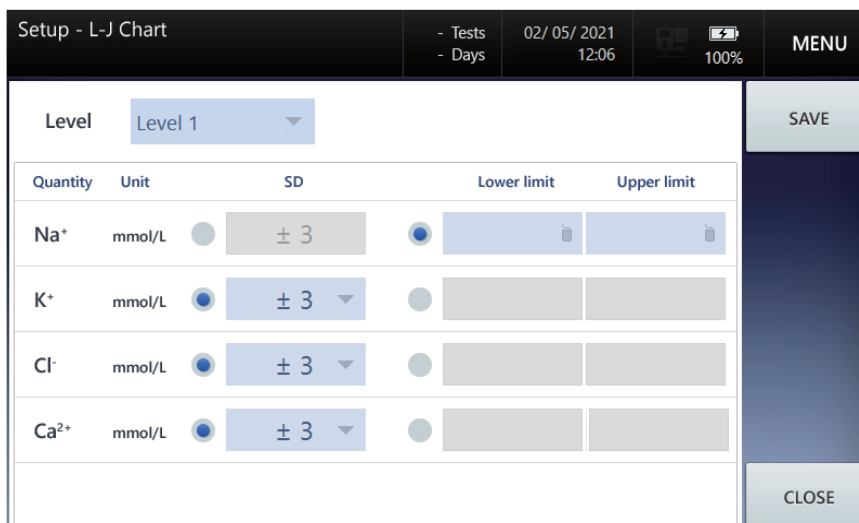 Setup - L-J Chart
- Tests
- Days
02/ 05/ 2021
12:06
100%
MENU
Level
Level 1
SAVE
Quantity Unit SD Lower limit Upper limit
Na⁺ mmol/L ± 3
K⁺ mmol/L ± 3
Cl⁻ mmol/L ± 3
Ca²⁺ mmol/L ± 3
CLOSE